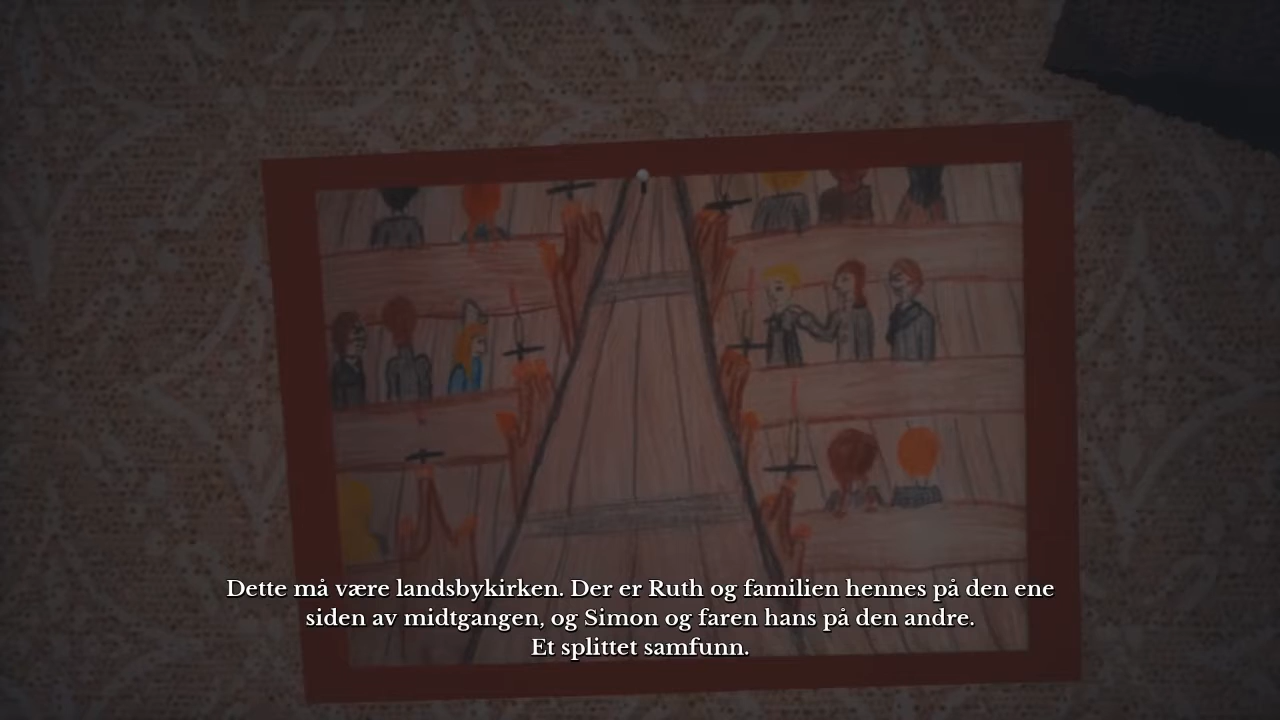 Dette må være landsbykirken. Der er Ruth og familien hennes på den ene
siden av midtgangen, og Simon og faren hans på den andre.
Et splittet samfunn.